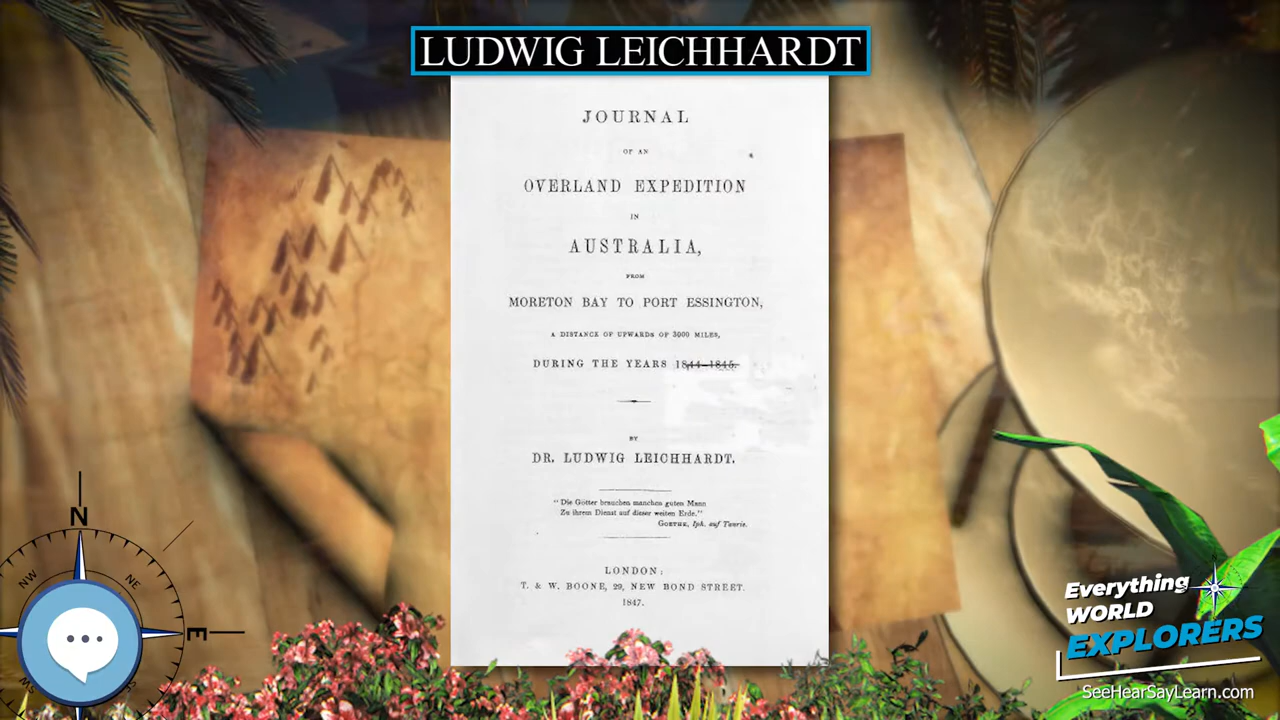 LUDWIG LEICHHARDT
JOURNAL
OF AN
OVERLAND EXPEDITION
IN
AUSTRALIA,
FROM
MORETON BAY TO PORT ESSINGTON,
A DISTANCE OF UPWARDS OF 3000 MILES,
DURING THE YEARS 1844–1845.
BY
DR. LUDWIG LEICHHARDT.
"Die Götter brauchen manchen guten Mann
Zu ihrem Dienst auf dieser weiten Erde."
GOETHE, Iph. auf Taurie.
LONDON:
T. & W. BOONE, 29, NEW BOND STREET.
1847.
N
NW
NE
E
SW
SE
Everything
WORLD
EXPLORERS
SeeHearSayLearn.com